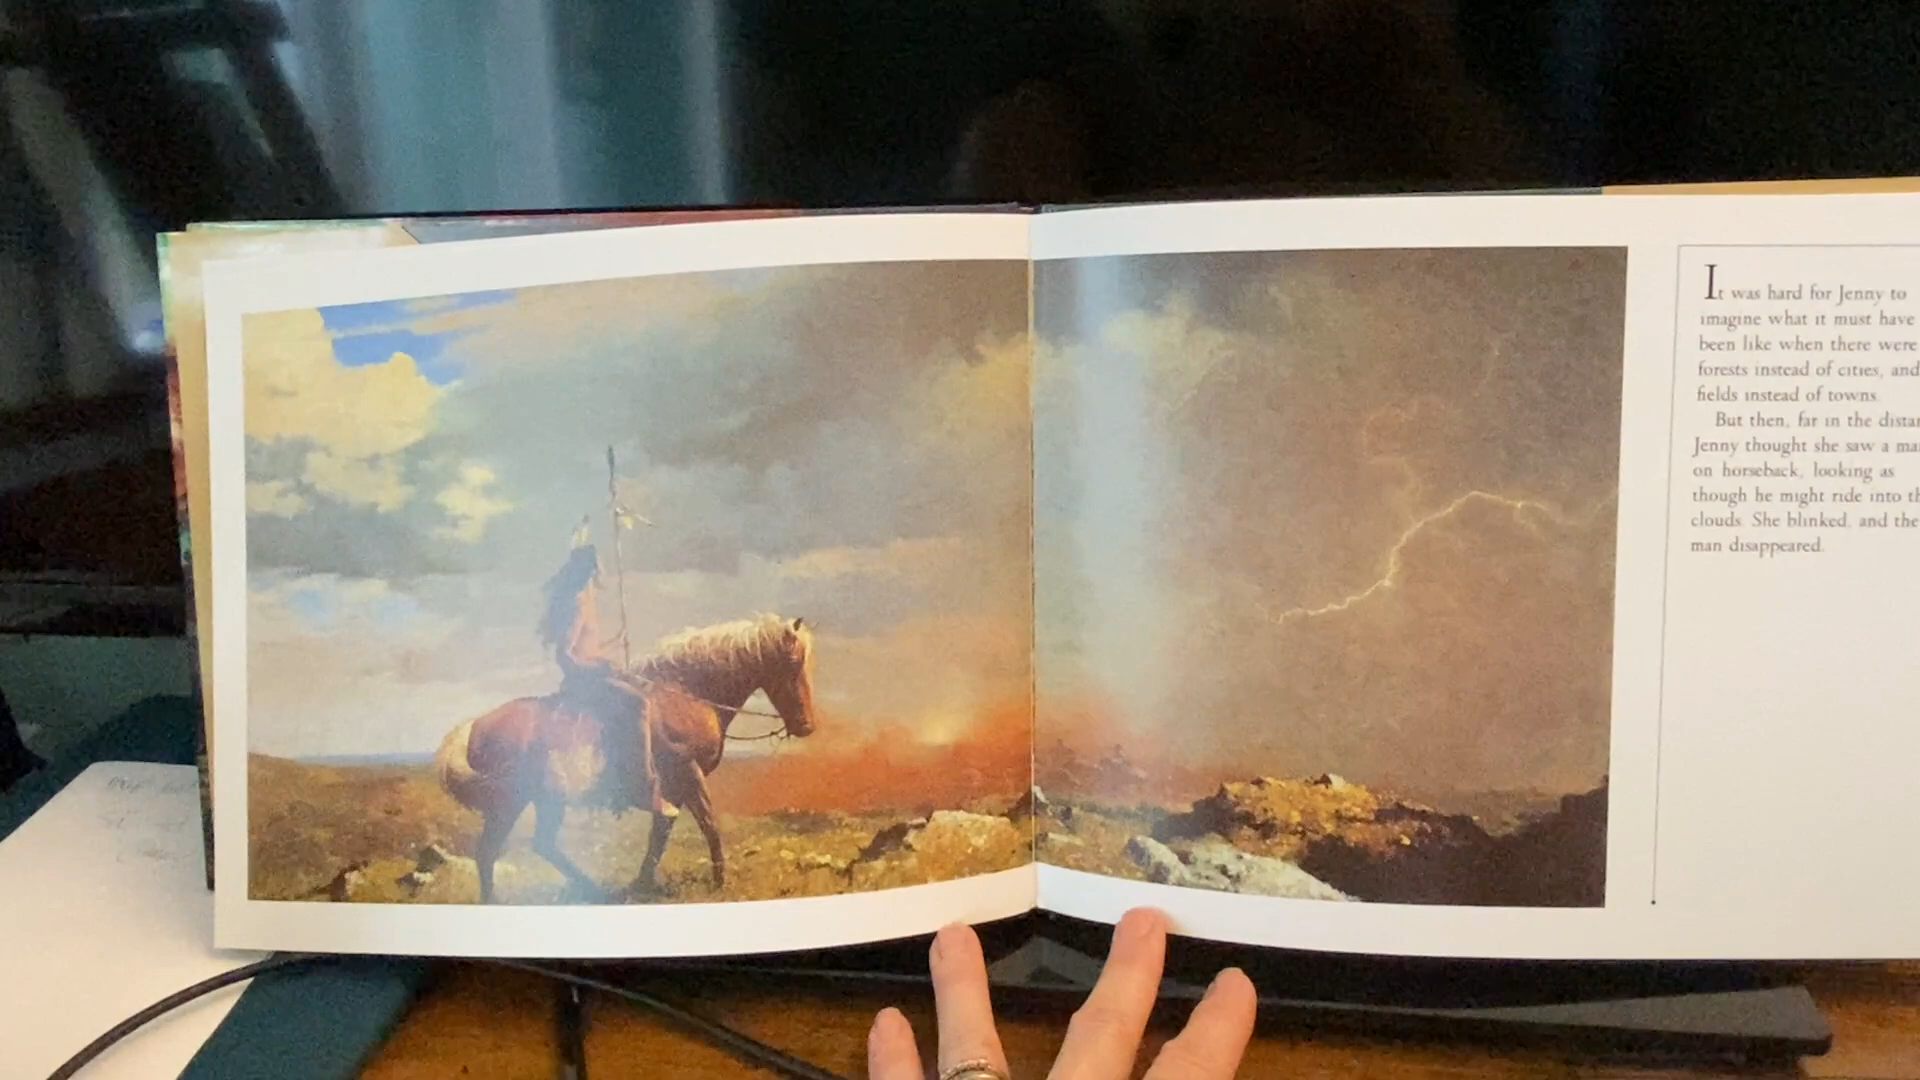 It was hard for Jenny to
imagine what it must have
been like when there were
forests instead of cities, and
fields instead of towns.
But then, far in the
Jenny thought she saw a
on horseback, looking as
though he might ride into
clouds. She blinked, and
man disappeared.